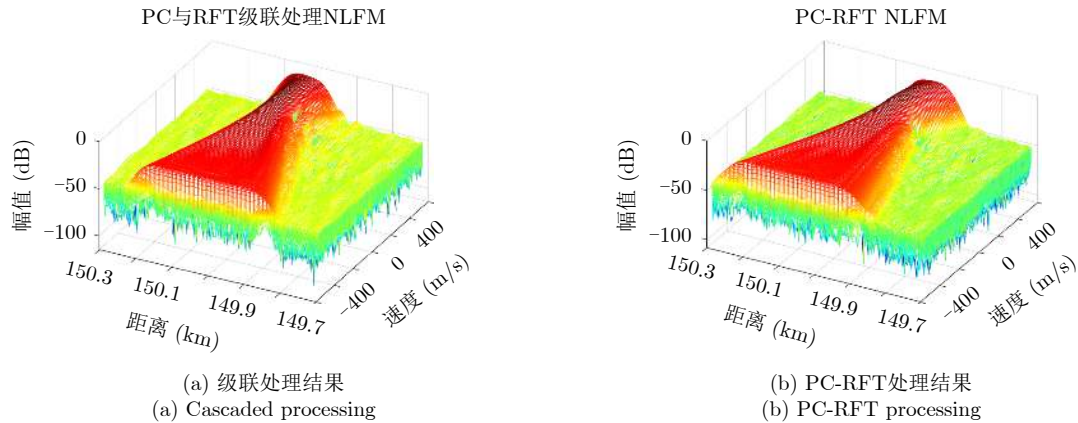 PC与RFT级联处理NLFM
0
−50
−100
幅值 (dB)
150.3
150.1
149.9
149.7
距离 (km)
−400
0
400
速度 (m/s)
(a) 级联处理结果
(a) Cascaded processing
PC-RFT NLFM
0
−50
−100
幅值 (dB)
150.3
150.1
149.9
149.7
距离 (km)
−400
0
400
速度 (m/s)
(b) PC-RFT处理结果
(b) PC-RFT processing